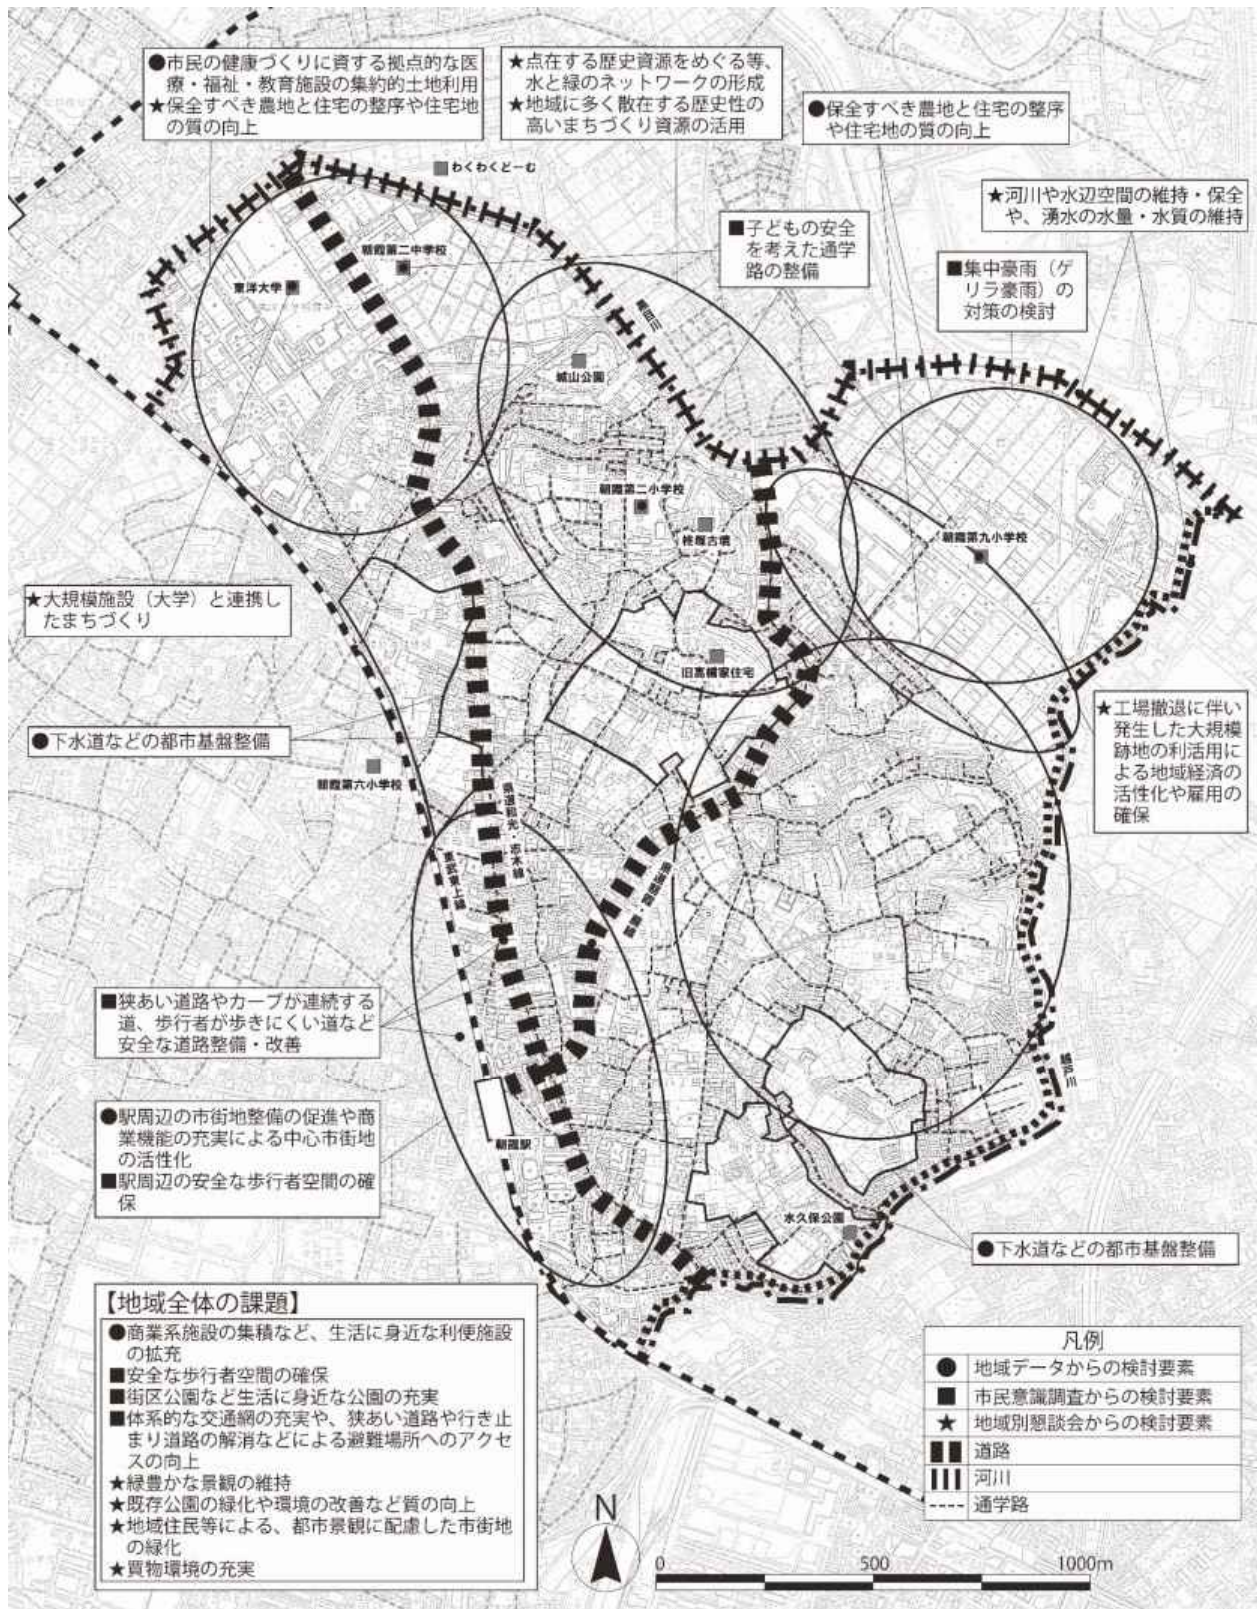 ●市民の健康づくりに資する拠点的な医
療・福祉・教育施設の集約的土地利用
★保全すべき農地と住宅の整序や住宅地
の質の向上
★点在する歴史資源をめぐる等、
水と緑のネットワークの形成
★地域に多く散在する歴史性の
高いまちづくり資源の活用
●保全すべき農地と住宅の整序
や住宅地の質の向上
わくわくどーむ
★河川や水辺空間の維持・保全
や、湧水の水量・水質の維持
■子どもの安全
を考えた通学
路の整備
朝霞第二中学校
■集中豪雨（ゲ
リラ豪雨）の
対策の検討
東洋大学
城山公園
朝霞第二小学校
柊塚古墳
朝霞第九小学校
★大規模施設（大学）と連携し
たまちづくり
旧高橋家住宅
●下水道などの都市基盤整備
★工場撤退に伴い
発生した大規模
跡地の利活用に
よる地域経済の
活性化や雇用の
確保
朝霞第六小学校
県道和光・志木線
東武東上線
■狭あい道路やカーブが連続する
道、歩行者が歩きにくい道など
安全な道路整備・改善
越戸川
●駅周辺の市街地整備の促進や商
業機能の充実による中心市街地
の活性化
■駅周辺の安全な歩行者空間の確
保
朝霞駅
水久保公園
●下水道などの都市基盤整備
【地域全体の課題】
●商業系施設の集積など、生活に身近な利便施設
の拡充
■安全な歩行者空間の確保
■街区公園など生活に身近な公園の充実
■体系的な交通網の充実や、狭あい道路や行き止
まり道路の解消などによる避難場所へのアクセ
スの向上
★緑豊かな景観の維持
★既存公園の緑化や環境の改善など質の向上
★地域住民等による、都市景観に配慮した市街地
の緑化
★買物環境の充実
凡例
● 地域データからの検討要素
■ 市民意識調査からの検討要素
★ 地域別懇談会からの検討要素
道路
河川
通学路
N
0 500 1000m